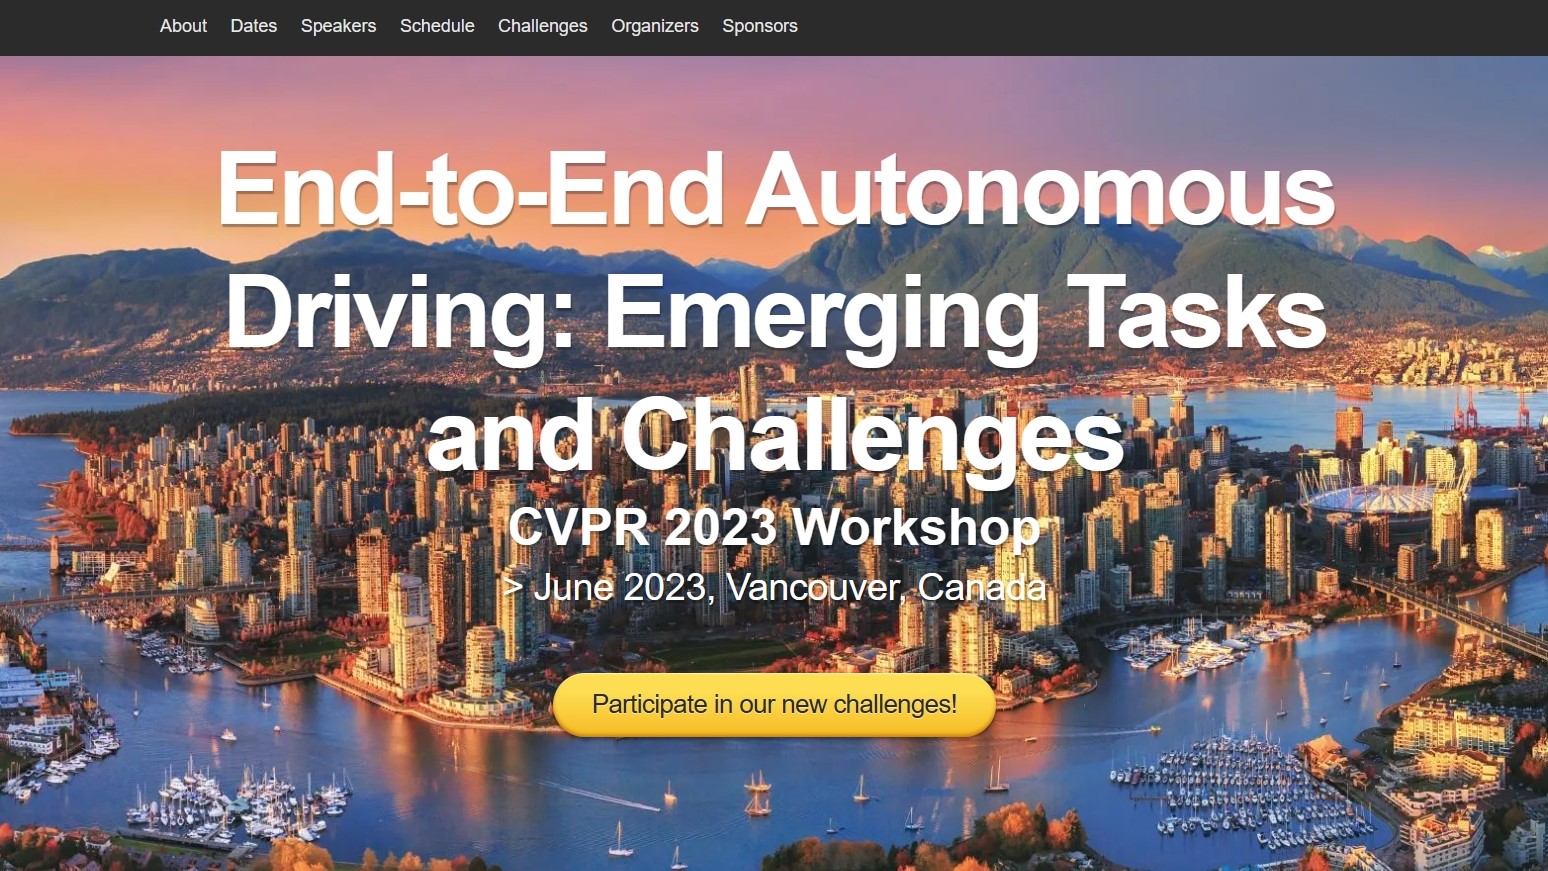 About Dates Speakers Schedule Challenges Organizers Sponsors
End-to-End Autonomous
Driving: Emerging Tasks
and Challenges
CVPR 2023 Workshop
> June 2023, Vancouver, Canada
Participate in our new challenges!